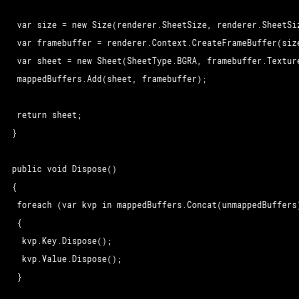 var size = new Size(renderer.SheetSize, renderer.SheetSiz
var framebuffer = renderer.Context.CreateFrameBuffer(size
var sheet = new Sheet(SheetType.BGRA, framebuffer.Texture
mappedBuffers.Add(sheet, framebuffer);
return sheet;
}
public void Dispose()
{
foreach (var kvp in mappedBuffers.Concat(unmappedBuffers)
{
kvp.Key.Dispose();
kvp.Value.Dispose();
}